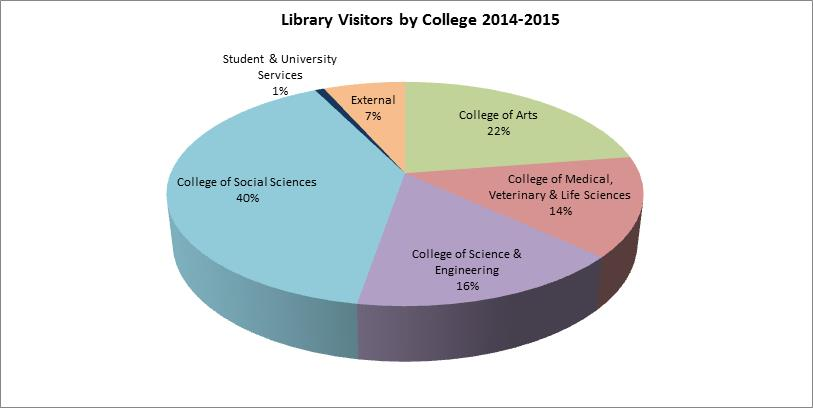 Library Visitors by College 2014-2015
Student & University
Services
1%
External
7%
College of Arts
22%
College of Medical,
Veterinary & Life Sciences
14%
College of Social Sciences
40%
College of Science &
Engineering
16%